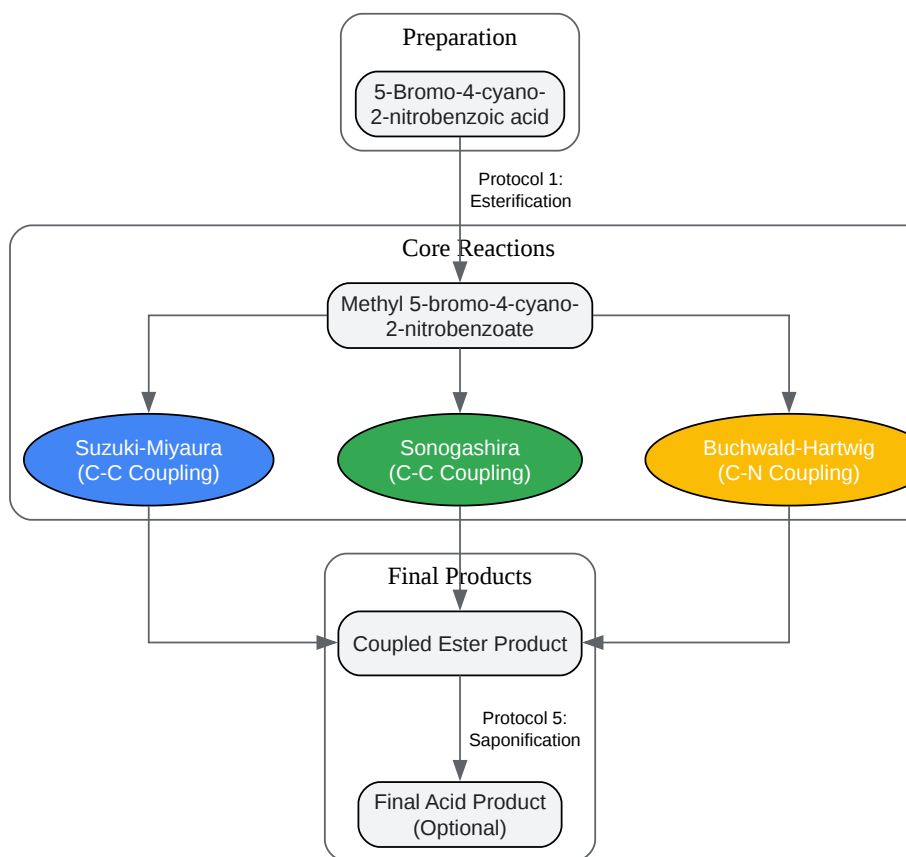 Preparation
5-Bromo-4-cyano-
2-nitrobenzoic acid
Protocol 1:
Esterification
Core Reactions
Methyl 5-bromo-4-cyano-
2-nitrobenzoate
Suzuki-Miyaura
(C-C Coupling)
Sonogashira
(C-C Coupling)
Buchwald-Hartwig
(C-N Coupling)
Final Products
Coupled Ester Product
Protocol 5:
Saponification
Final Acid Product
(Optional)